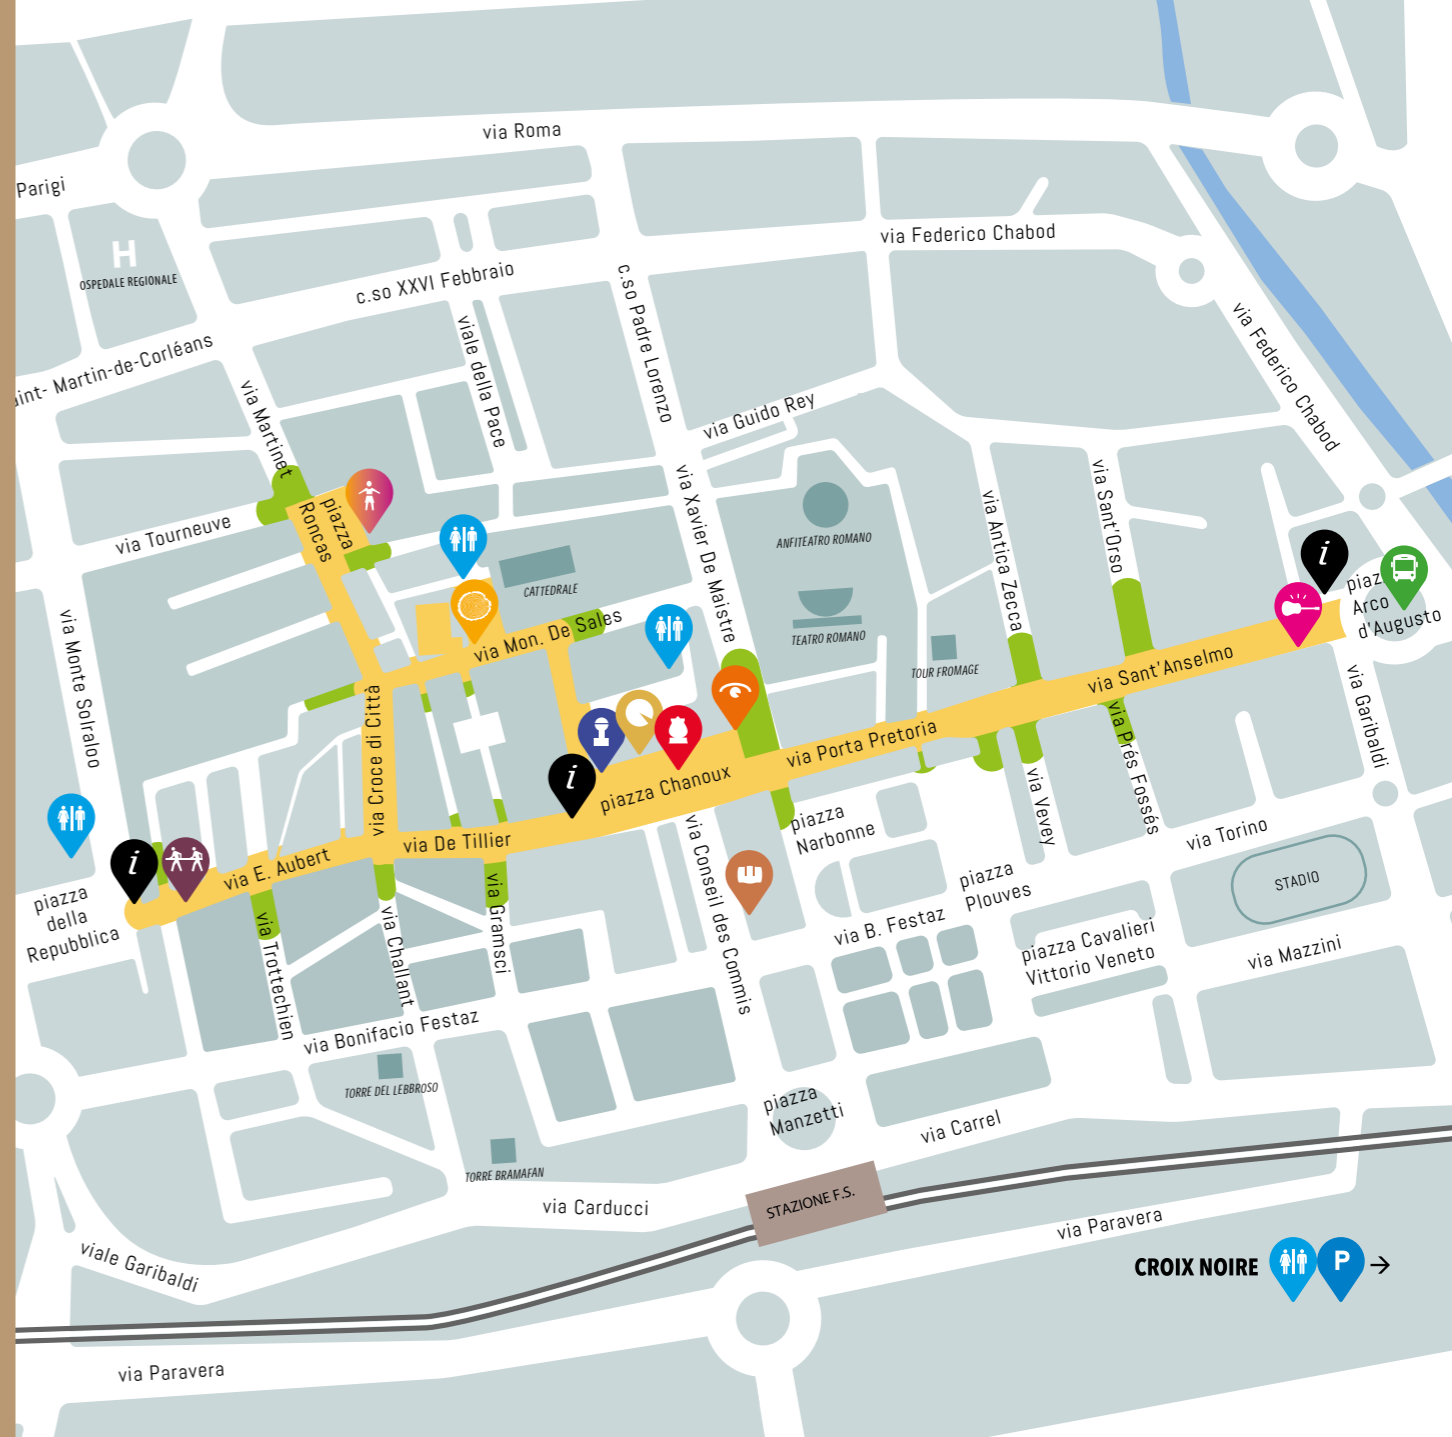 via Roma
Parigi
via Federico Chabod
H
OSPEDALE REGIONALE
c.so XXVI Febbraio
c.so Padre Lorenzo
viale della Pace
via Federico Chabod
int- Martin-de-Corléans
via Martinet
via Guido Rey
via Xavier De Maistre
via Sant'Orso
via Antica Zecca
piazza
Roncas
via Tourneuve
ANFITEATRO ROMANO
CATTEDRALE
i
piaz
Arco
d'Augusto
via Mon. De Sales
TEATRO ROMANO
TOUR FROMAGE
via Monte Solralolo
via Sant'Anselmo
via Garibaldi
via Croce di Città
via Porta Pretoria
via Prés Fossés
i
piazza Chanoux
via Vevey
piazza
Narbonne
via De Tillier
via Torino
i
via E. Aubert
via Conseil des Commis
STADIO
piazza
Plouves
piazza
della
Repubblica
via Trottechien
via Challant
via Gramsci
via B. Festaz
piazza Cavalieri
Vittorio Veneto
via Mazzini
via Bonifacio Festaz
TORRE DEL LEBBROSO
piazza
Manzetti
via Carrel
TORRE BRAMAFAN
via Carducci
STAZIONE F.S.
via Paravera
viale Garibaldi
CROIX NOIRE
P
via Paravera